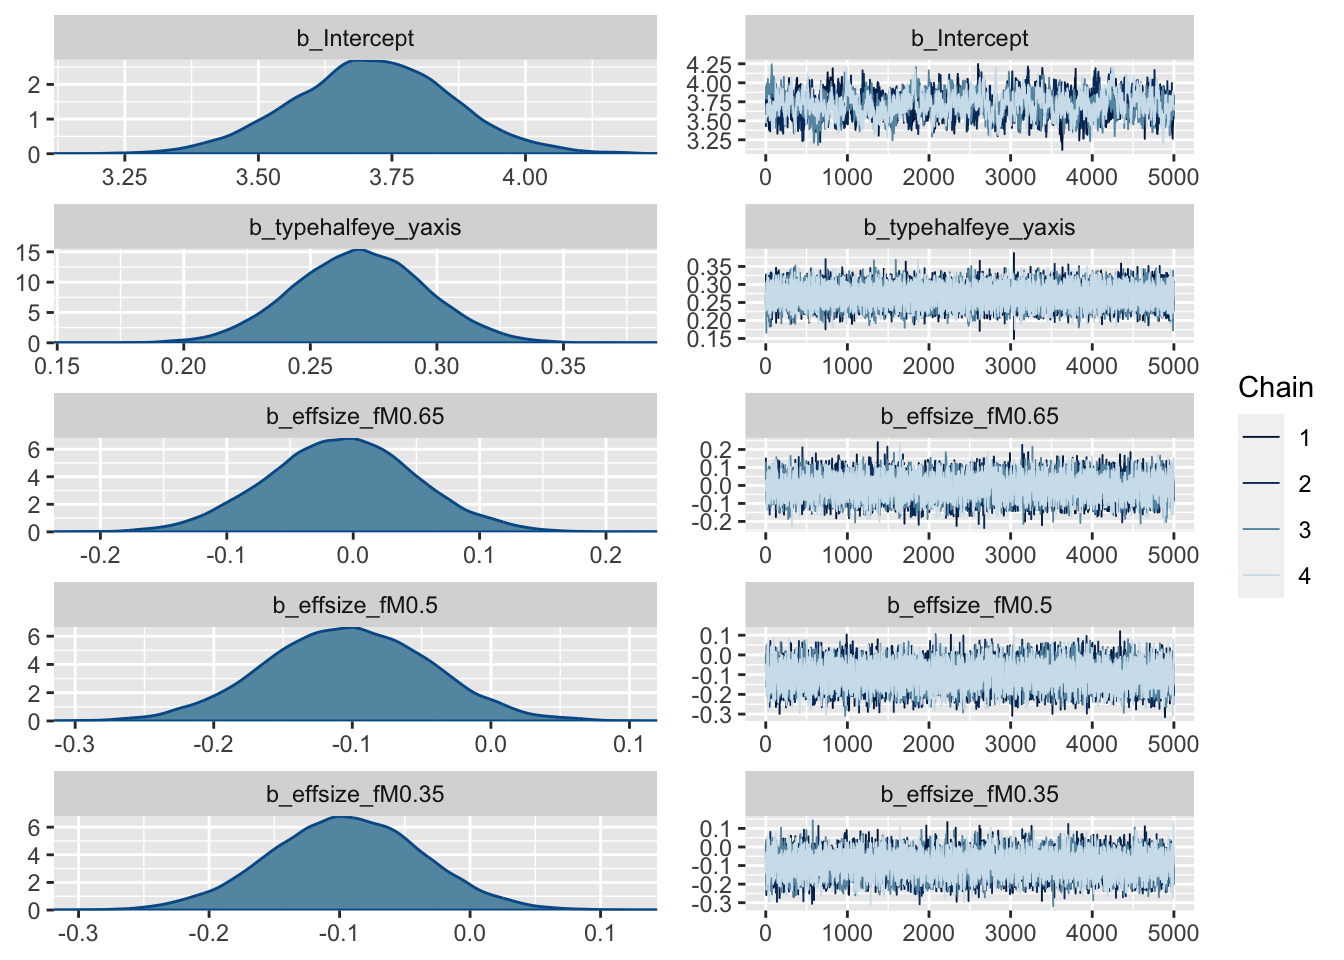 b_Intercept
2
1
0
3.25 3.50 3.75 4.00
b_Intercept
4.25
4.00
3.75
3.50
3.25
0 1000 2000 3000 4000 5000
b_typehalfeye_yaxis
15
10
5
0
0.15 0.20 0.25 0.30 0.35
b_typehalfeye_yaxis
0.35
0.30
0.25
0.20
0.15
0 1000 2000 3000 4000 5000
b_effsize_fM0.65
6
4
2
0
-0.2 -0.1 0.0 0.1 0.2
b_effsize_fM0.65
0.2
0.1
0.0
-0.1
-0.2
0 1000 2000 3000 4000 5000
b_effsize_fM0.5
6
4
2
0
-0.3 -0.2 -0.1 0.0 0.1
b_effsize_fM0.5
0.1
0.0
-0.1
-0.2
-0.3
0 1000 2000 3000 4000 5000
b_effsize_fM0.35
6
4
2
0
-0.3 -0.2 -0.1 0.0 0.1
b_effsize_fM0.35
0.1
0.0
-0.1
-0.2
-0.3
0 1000 2000 3000 4000 5000
Chain
1
2
3
4